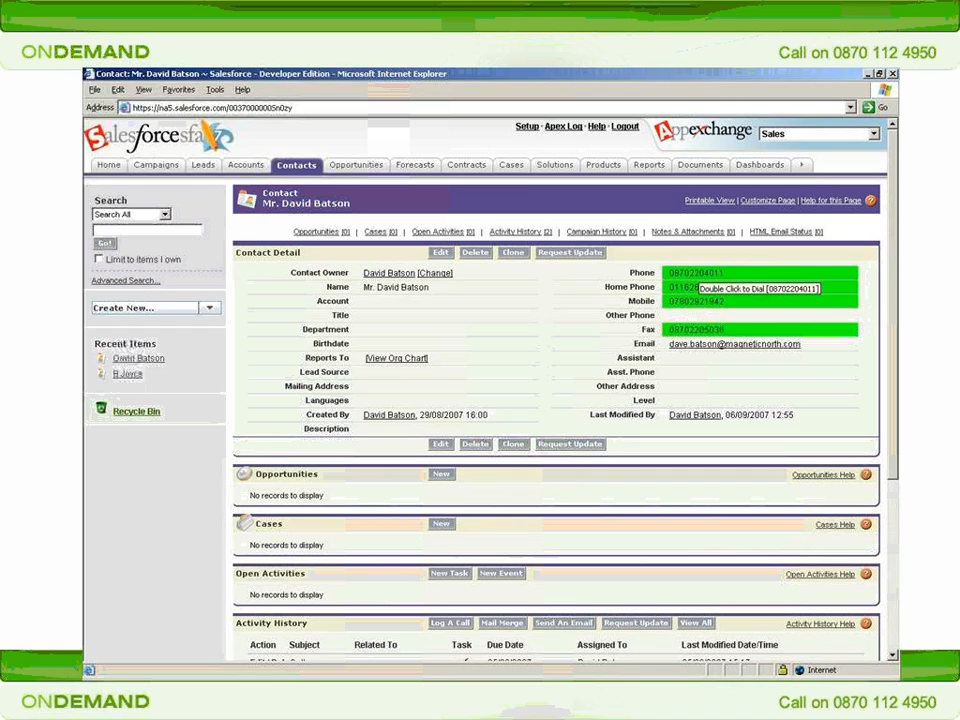 ONDEMAND
Call on 0870 112 4950
Contact: Mr. David Batson ~ Salesforce - Developer Edition - Microsoft Internet Explorer
File Edit View Favorites Tools Help
Address https://na5.salesforce.com/0037000000Sn0zy Go
Salesforcesfa
Setup · Apex Log · Help · Logout
Appexchange
Sales
Home Campaigns Leads Accounts Contacts Opportunities Forecasts Contracts Cases Solutions Products Reports Documents Dashboards
Search
Search All
Go!
Limit to items I own
Advanced Search...
Create New...
Recent Items
David Batson
B Joyce
Recycle Bin
Contact
Mr. David Batson
Printable View | Customize Page | Help for this Page
Opportunities [0] | Cases [0] | Open Activities [0] | Activity History [2] | Campaign History [0] | Notes & Attachments [0] | HTML Email Status [0]
Contact Detail Edit Delete Clone Request Update
Contact Owner David Batson [Change] Phone 08702204011
Name Mr. David Batson Home Phone 011628
Double Click to Dial [08702204011]
Account Mobile 07802921942
Title Other Phone
Department Fax 08702205036
Birthdate Email dave.batson@magneticnorth.com
Reports To [View Org Chart] Assistant
Lead Source Asst. Phone
Mailing Address Other Address
Languages Level
Created By David Batson, 29/08/2007 16:00 Last Modified By David Batson, 06/09/2007 12:55
Description
Edit Delete Clone Request Update
Opportunities New Opportunities Help
No records to display
Cases New Cases Help
No records to display
Open Activities New Task New Event Open Activities Help
No records to display
Activity History Log A Call Mail Merge Send An Email Request Update View All Activity History Help
Action Subject Related To Task Due Date Assigned To Last Modified Date/Time
Internet
ONDEMAND
Call on 0870 112 4950